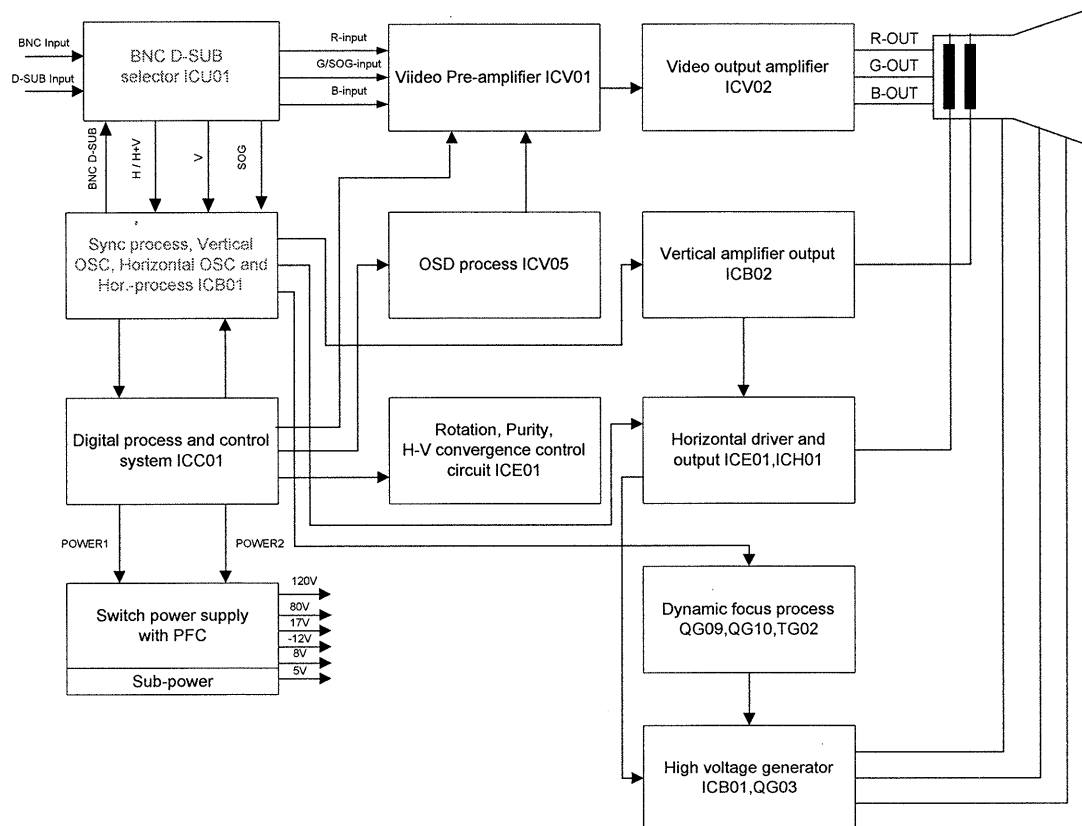 BNC Input
D-SUB Input
BNC D-SUB
selector ICU01
R-input
G/SOG-input
B-input
Viideo Pre-amplifier ICV01
Video output amplifier
ICV02
R-OUT
G-OUT
B-OUT
BNC D-SUB
H / H+V
V
SOG
Sync process, Vertical
OSC, Horizontal OSC and
Hor.-process ICB01
OSD process ICV05
Vertical amplifier output
ICB02
Digital process and control
system ICC01
Rotation, Purity,
H-V convergence control
circuit ICE01
Horizontal driver and
output ICE01,ICH01
POWER1
POWER2
Switch power supply
with PFC
Sub-power
120V
80V
17V
-12V
8V
5V
Dynamic focus process
QG09,QG10,TG02
High voltage generator
ICB01,QG03